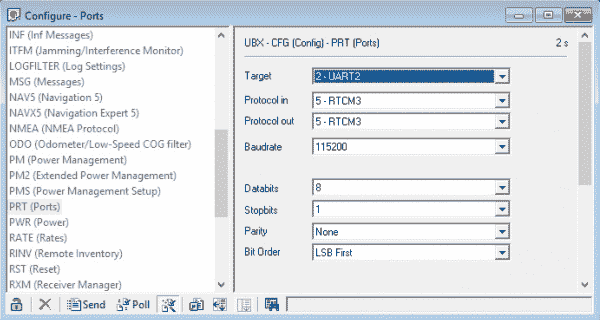 Configure - Ports
INF (Inf Messages)
ITFM (Jamming/Interference Monitor)
LOGFILTER (Log Settings)
MSG (Messages)
NAV5 (Navigation 5)
NAVX5 (Navigation Expert 5)
NMEA (NMEA Protocol)
ODO (Odometer/Low-Speed COG filter)
PM (Power Management)
PM2 (Extended Power Management)
PMS (Power Management Setup)
PRT (Ports)
PWR (Power)
RATE (Rates)
RINV (Remote Inventory)
RST (Reset)
RXM (Receiver Manager)
UBX - CFG (Config) - PRT (Ports) 2 s
Target 2 - UART2
Protocol in 5 - RTCM3
Protocol out 5 - RTCM3
Baudrate 115200
Databits 8
Stopbits 1
Parity None
Bit Order LSB First
Send Poll